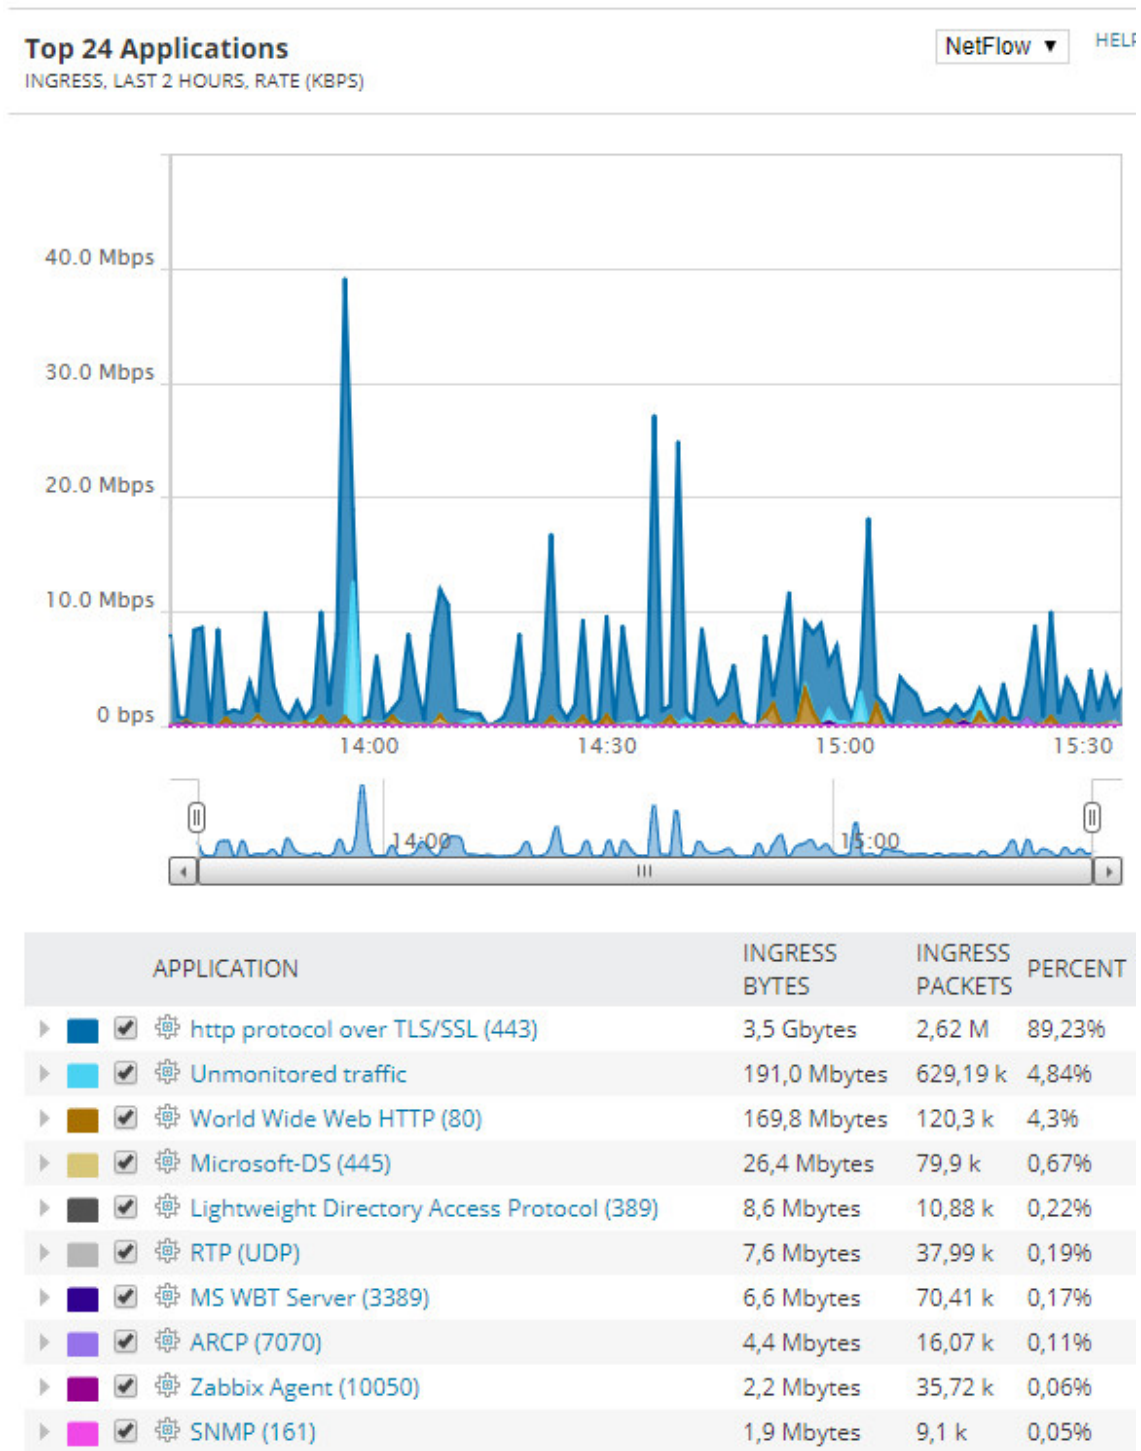 Top 24 Applications
NetFlow ▼
HELP
INGRESS, LAST 2 HOURS, RATE (KBPS)
40.0 Mbps
30.0 Mbps
20.0 Mbps
10.0 Mbps
0 bps
14:00 14:30 15:00 15:30
14:00 15:00
APPLICATION INGRESS BYTES INGRESS PACKETS PERCENT
http protocol over TLS/SSL (443) 3,5 Gbytes 2,62 M 89,23%
Unmonitored traffic 191,0 Mbytes 629,19 k 4,84%
World Wide Web HTTP (80) 169,8 Mbytes 120,3 k 4,3%
Microsoft-DS (445) 26,4 Mbytes 79,9 k 0,67%
Lightweight Directory Access Protocol (389) 8,6 Mbytes 10,88 k 0,22%
RTP (UDP) 7,6 Mbytes 37,99 k 0,19%
MS WBT Server (3389) 6,6 Mbytes 70,41 k 0,17%
ARCP (7070) 4,4 Mbytes 16,07 k 0,11%
Zabbix Agent (10050) 2,2 Mbytes 35,72 k 0,06%
SNMP (161) 1,9 Mbytes 9,1 k 0,05%